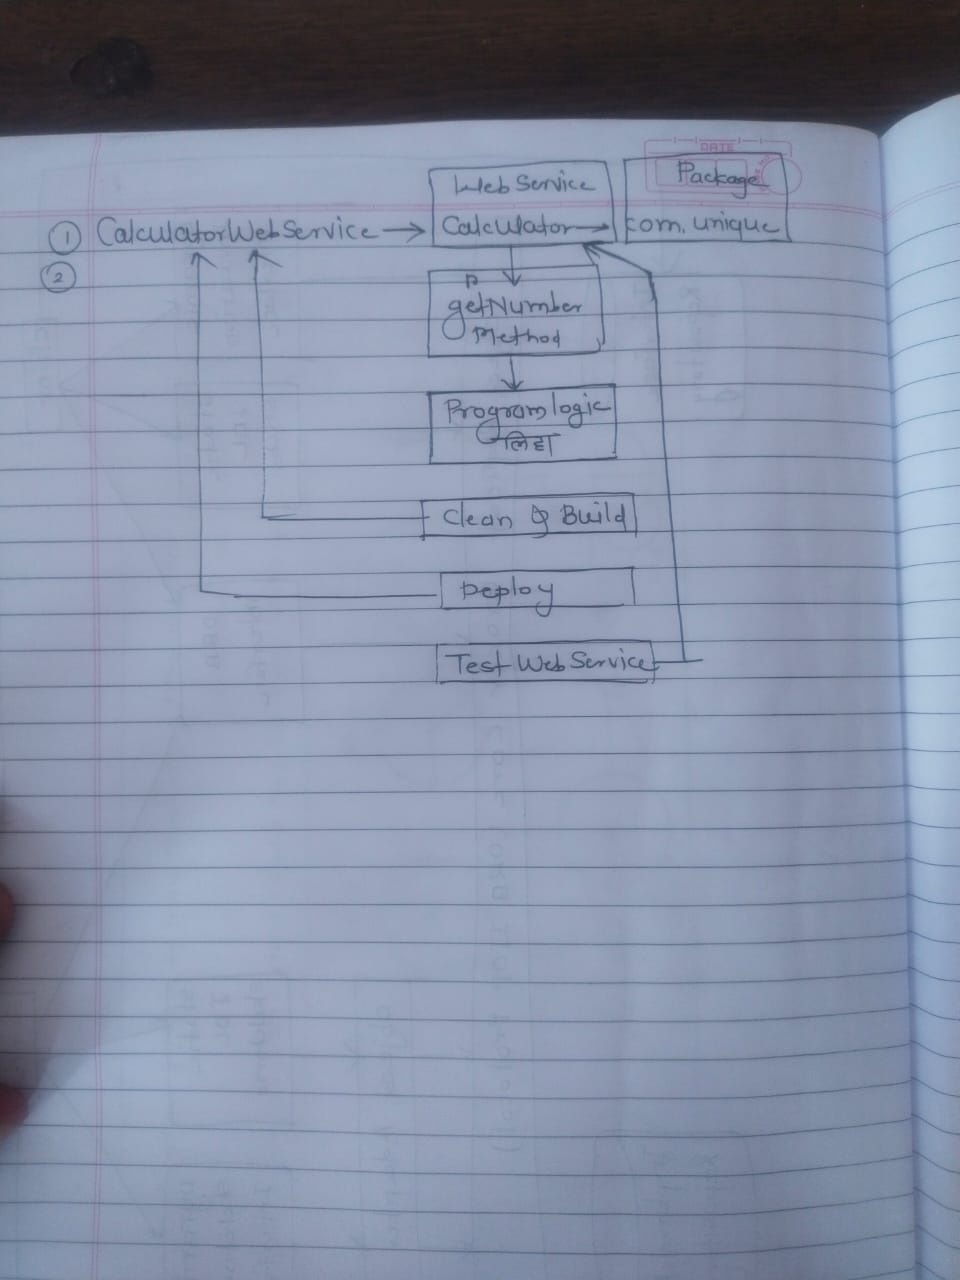 DATE
Web Service
Package
① CalculatorWebService → Calculator → com.unique
②
P
getNumber
Method
Program logic
लिहा
Clean & Build
Deploy
Test Web Service